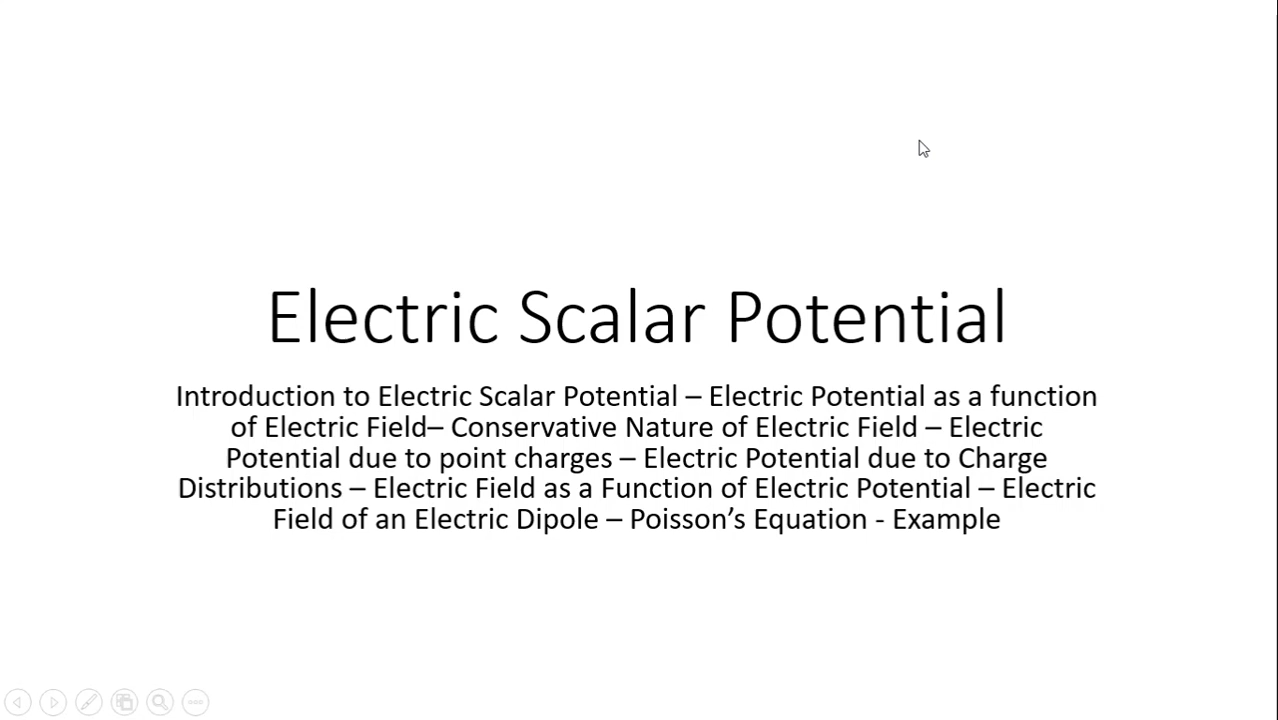 Electric Scalar Potential
Introduction to Electric Scalar Potential – Electric Potential as a function
of Electric Field– Conservative Nature of Electric Field – Electric
Potential due to point charges – Electric Potential due to Charge
Distributions – Electric Field as a Function of Electric Potential – Electric
Field of an Electric Dipole – Poisson’s Equation - Example